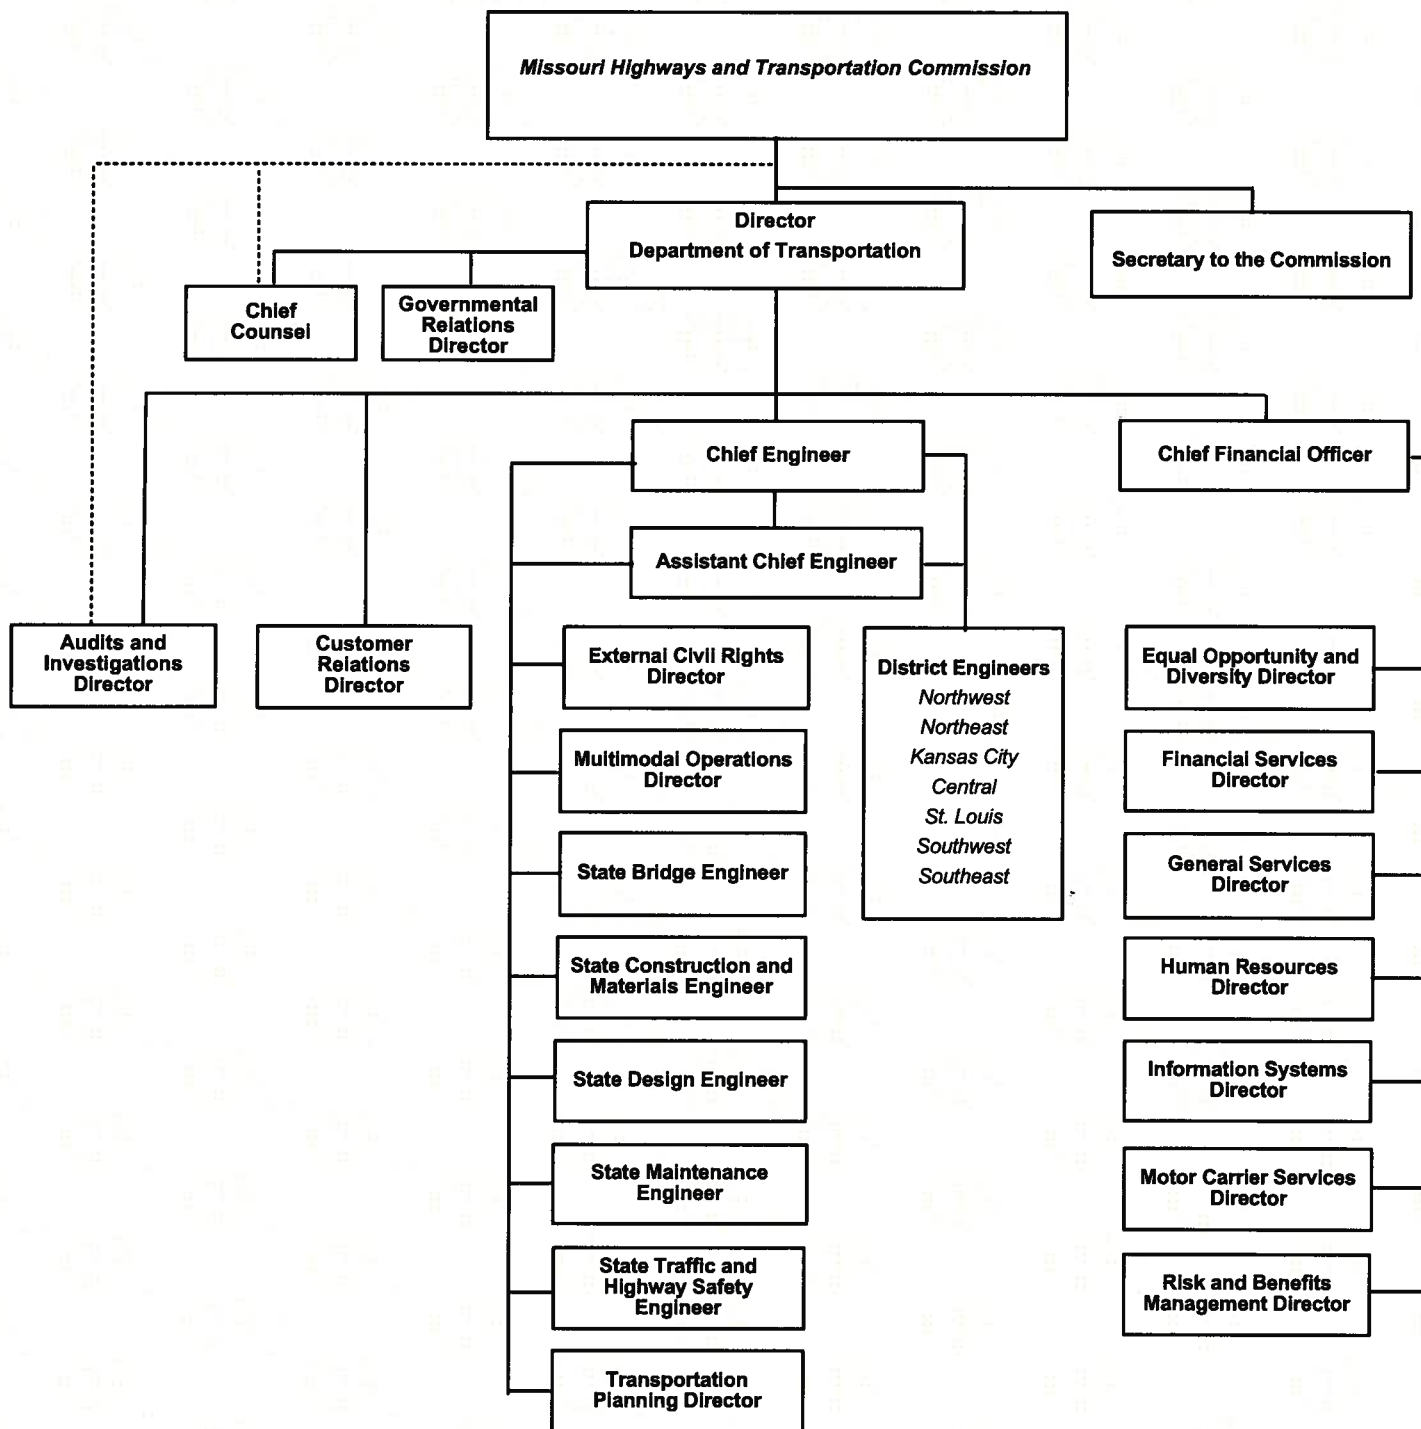 Missouri Highways and Transportation Commission
Director
Department of Transportation
Secretary to the Commission
Chief
Counsel
Governmental
Relations
Director
Chief Engineer
Chief Financial Officer
Assistant Chief Engineer
Audits and
Investigations
Director
Customer
Relations
Director
External Civil Rights
Director
Multimodal Operations
Director
State Bridge Engineer
State Construction and
Materials Engineer
State Design Engineer
State Maintenance
Engineer
State Traffic and
Highway Safety
Engineer
Transportation
Planning Director
District Engineers
Northwest
Northeast
Kansas City
Central
St. Louis
Southwest
Southeast
Equal Opportunity and
Diversity Director
Financial Services
Director
General Services
Director
Human Resources
Director
Information Systems
Director
Motor Carrier Services
Director
Risk and Benefits
Management Director